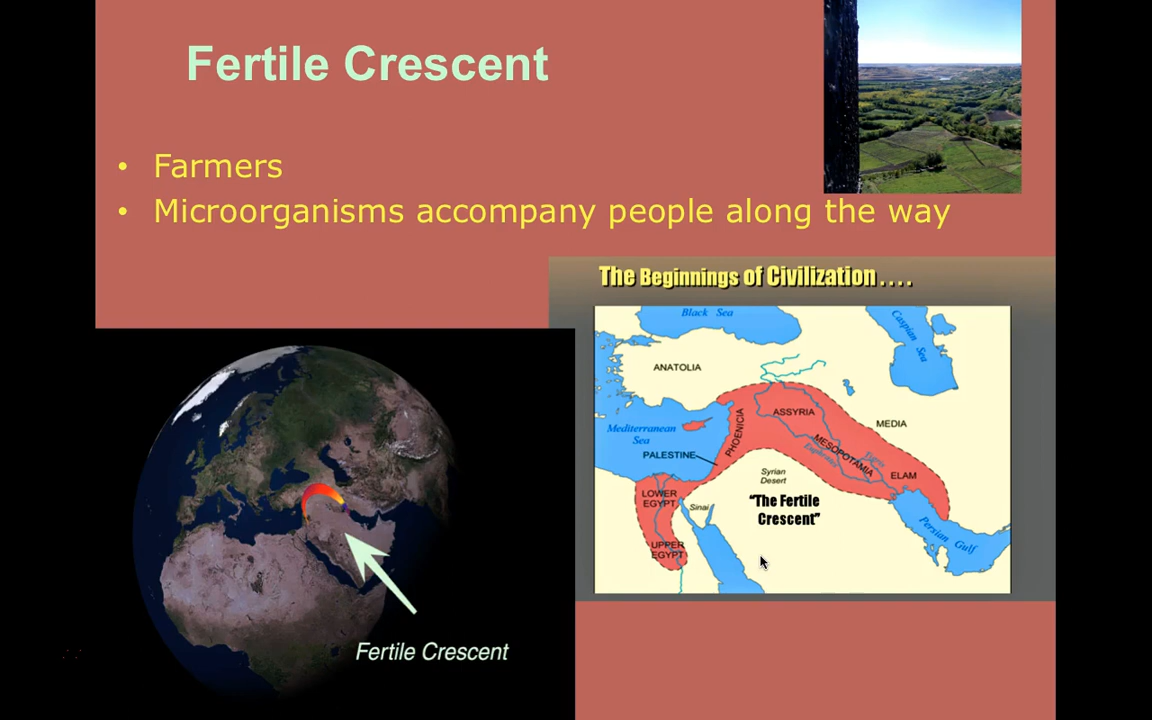 Fertile Crescent
• Farmers
• Microorganisms accompany people along the way
The Beginnings of Civilization . . . .
Black Sea
Caspian Sea
ANATOLIA
ASSYRIA
MEDIA
PHOENICIA
Mediterranean
Sea
MESOPOTAMIA
Tigris
Euphrates
PALESTINE
ELAM
Syrian
Desert
LOWER
EGYPT
Sinai
"The Fertile
Crescent"
Persian Gulf
UPPER
EGYPT
Fertile Crescent